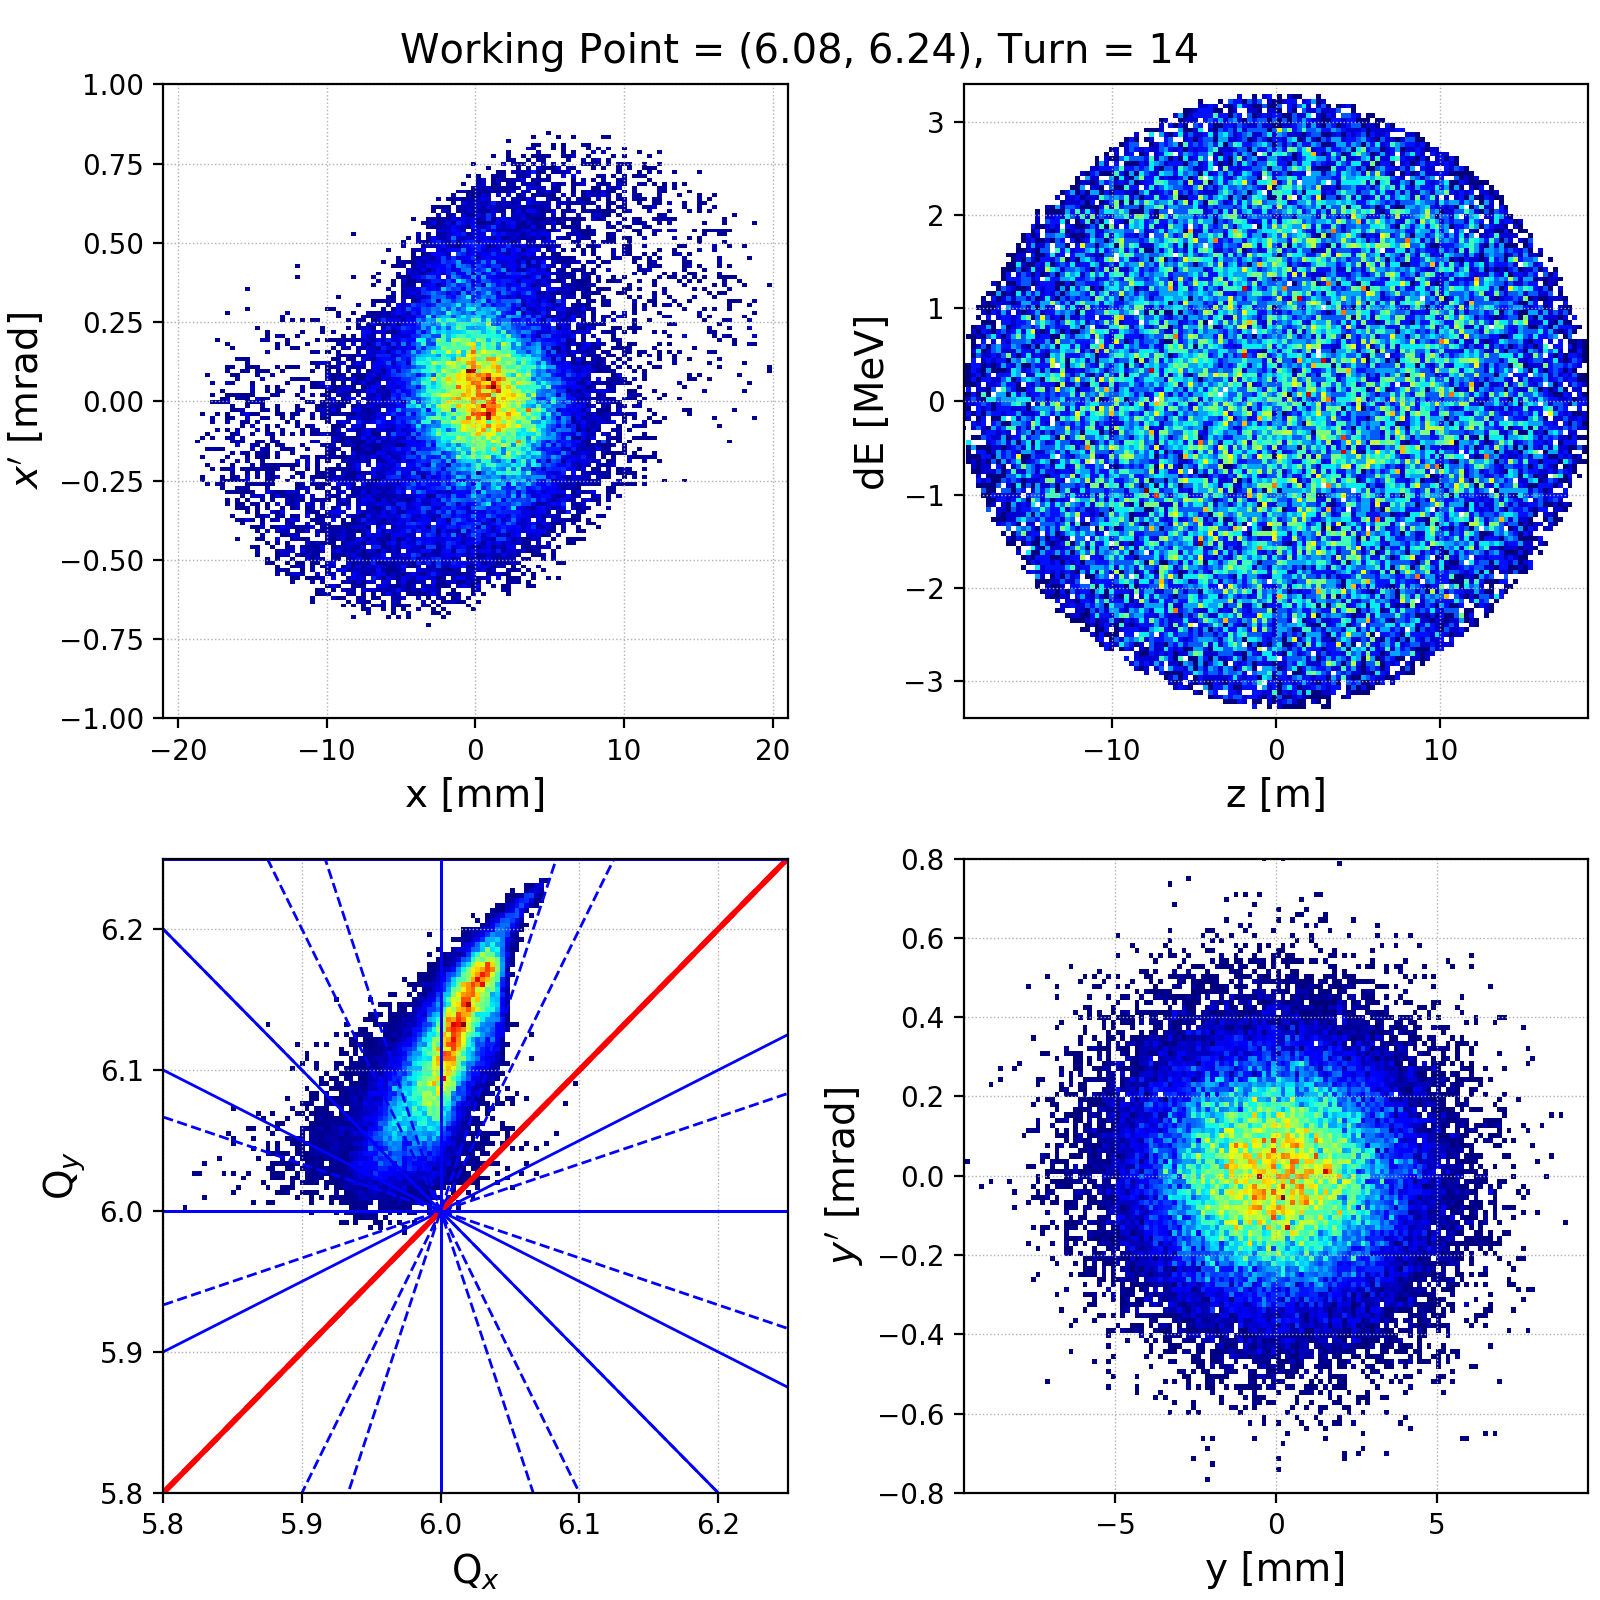 Working Point = (6.08, 6.24), Turn = 14
1.00
0.75
0.50
0.25
0.00
−0.25
−0.50
−0.75
−1.00
x′ [mrad]
−20 −10 0 10 20
x [mm]
3
2
1
0
−1
−2
−3
dE [MeV]
−10 0 10
z [m]
6.2
6.1
6.0
5.9
5.8
Qy
5.8 5.9 6.0 6.1 6.2
Qx
0.8
0.6
0.4
0.2
0.0
−0.2
−0.4
−0.6
−0.8
y′ [mrad]
−5 0 5
y [mm]